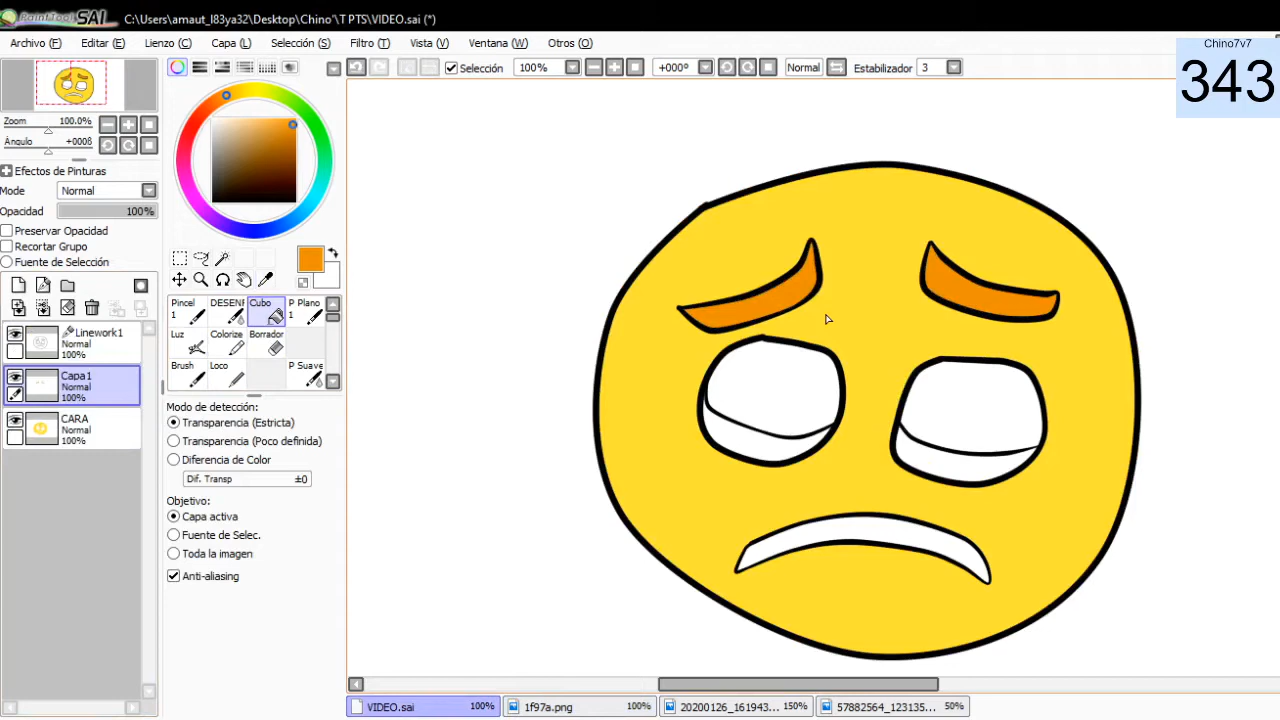 PaintTool SAI C:\Users\amaut_l83ya32\Desktop\Chino'\T PTS\VIDEO.sai (*)
Archivo (F) Editar (E) Lienzo (C) Capa (L) Selección (S) Filtro (T) Vista (V) Ventana (W) Otros (O)
Chino7v7
343
Selección 100% +000º Normal Estabilizador 3
Zoom 100.0%
Ángulo +000º
Efectos de Pinturas
Mode Normal
Opacidad 100%
Preservar Opacidad
Recortar Grupo
Fuente de Selección
Linework1
Normal
100%
Capa1
Normal
100%
CARA
Normal
100%
Pincel 1 DESENF Cubo P Plano 1
Luz Colorize Borrador
Brush Loco P Suave
Modo de detección:
Transparencia (Estricta)
Transparencia (Poco definida)
Diferencia de Color
Dif. Transp ±0
Objetivo:
Capa activa
Fuente de Selec.
Toda la imagen
Anti-aliasing
VIDEO.sai 100% 1f97a.png 100% 20200126_161943... 150% 57882564_123135... 50%